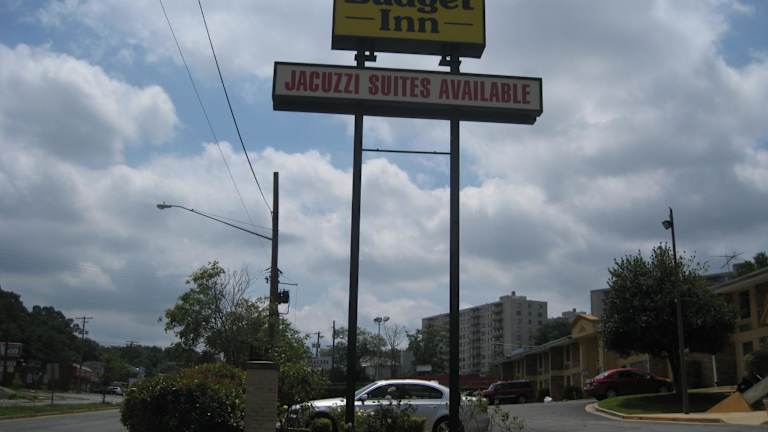 Budget
Inn
JACUZZI SUITES AVAILABLE